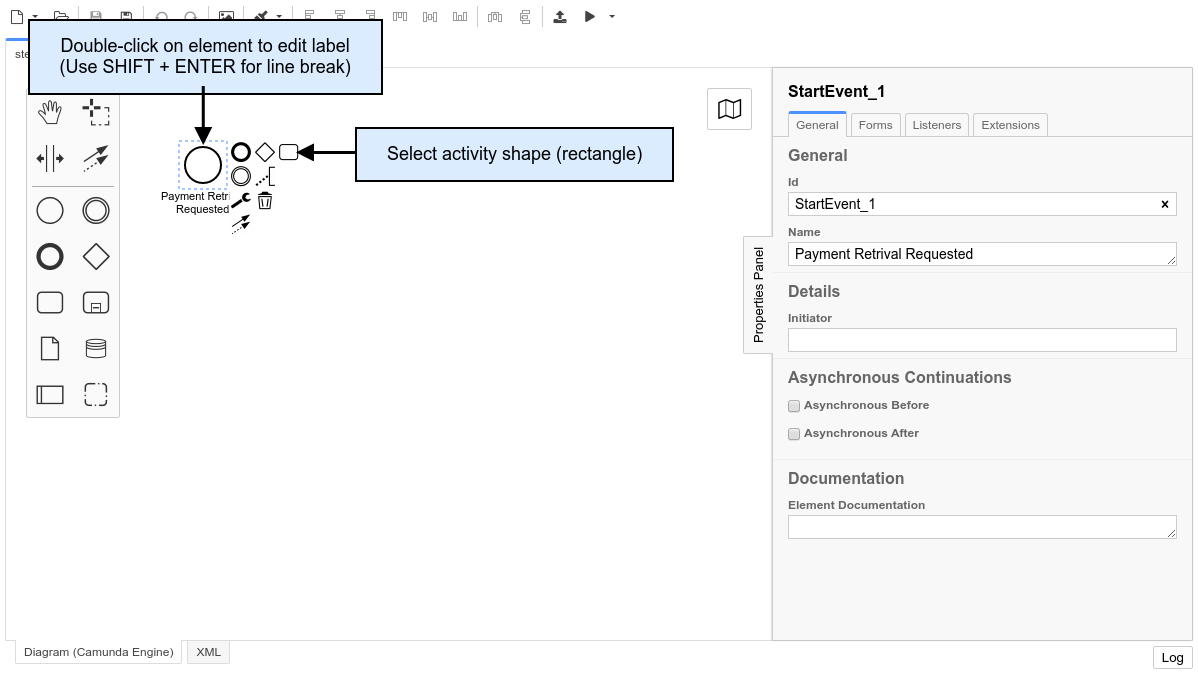 Double-click on element to edit label
(Use SHIFT + ENTER for line break)
Select activity shape (rectangle)
Payment Retri
Requested
Properties Panel
StartEvent_1
General
Forms
Listeners
Extensions
General
Id
StartEvent_1
Name
Payment Retrival Requested
Details
Initiator
Asynchronous Continuations
Asynchronous Before
Asynchronous After
Documentation
Element Documentation
Diagram (Camunda Engine)
XML
Log